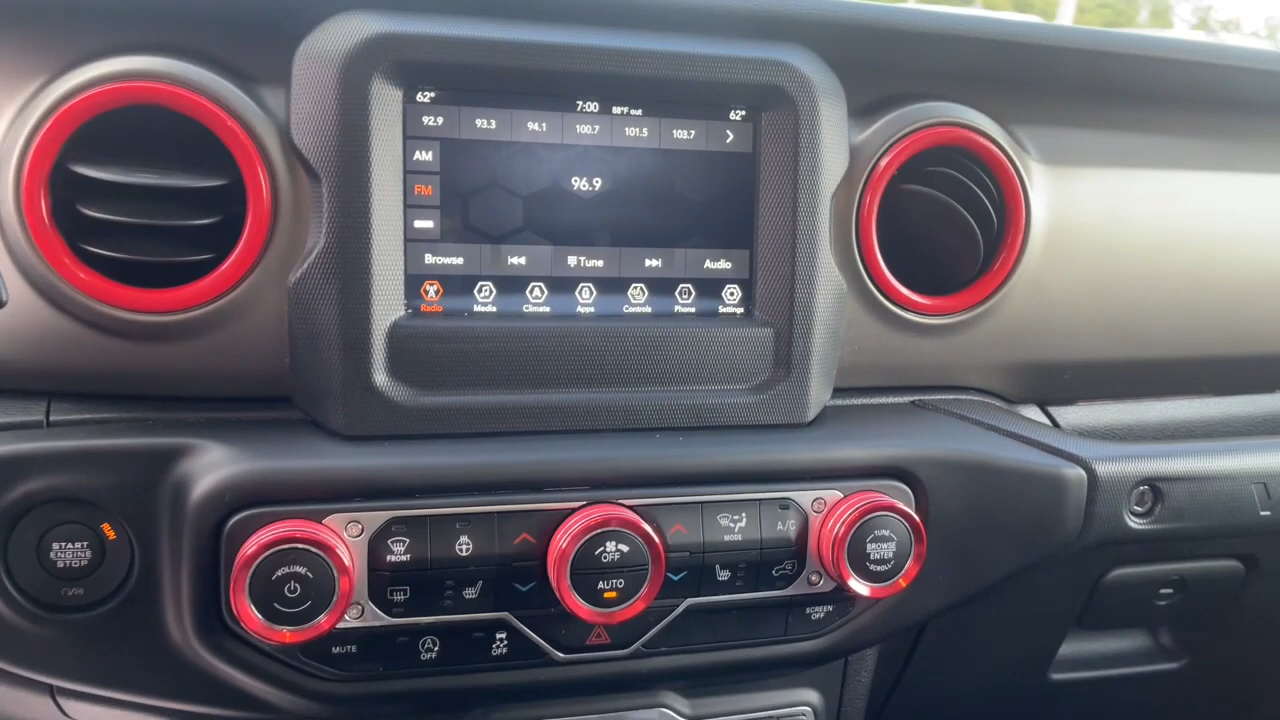 62°
7:00
88°F out
62°
92.9
93.3
94.1
100.7
101.5
103.7
AM
FM
96.9
Browse
Tune
Audio
Radio
Media
Climate
Apps
Controls
Phone
Settings
START
ENGINE
STOP
RUN
VOLUME
FRONT
OFF
AUTO
MODE
A/C
TUNE
BROWSE
ENTER
SCROLL
MUTE
A
OFF
OFF
SCREEN
OFF